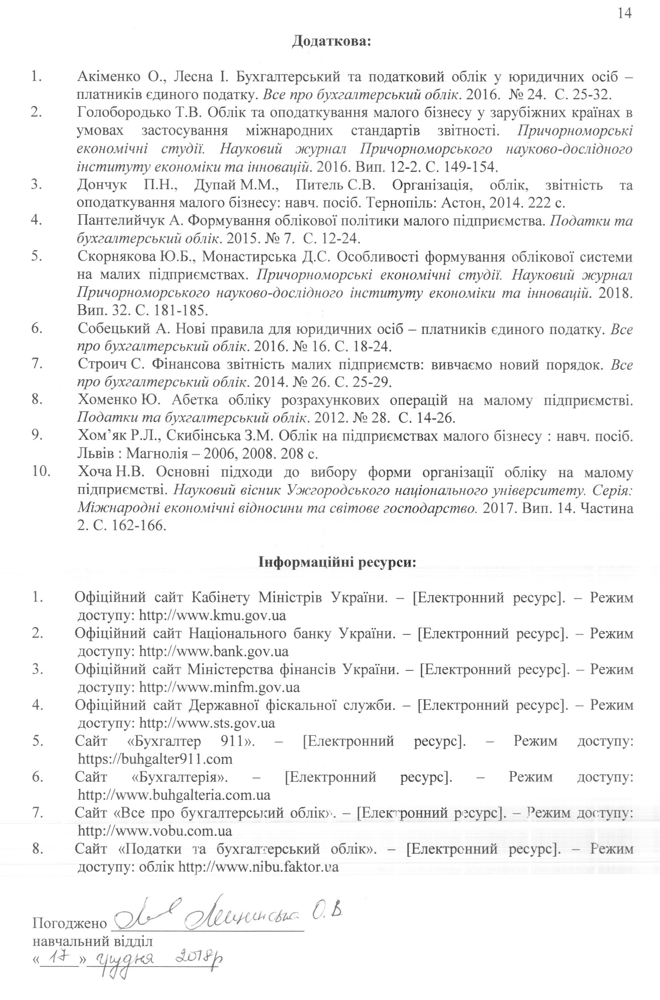 14
Додаткова:
1. Акіменко О., Лесна І. Бухгалтерський та податковий облік у юридичних осіб –
платників єдиного податку. Все про бухгалтерський облік. 2016. № 24. С. 25-32.
2. Голобородько Т.В. Облік та оподаткування малого бізнесу у зарубіжних країнах в
умовах застосування міжнародних стандартів звітності. Причорноморські
економічні студії. Науковий журнал Причорноморського науково-дослідного
інституту економіки та інновацій. 2016. Вип. 12-2. С. 149-154.
3. Дончук П.Н., Дупай М.М., Питель С.В. Організація, облік, звітність та
оподаткування малого бізнесу: навч. посіб. Тернопіль: Астон, 2014. 222 с.
4. Пантелийчук А. Формування облікової політики малого підприємства. Податки та
бухгалтерський облік. 2015. № 7. С. 12-24.
5. Скорнякова Ю.Б., Монастирська Д.С. Особливості формування облікової системи
на малих підприємствах. Причорноморські економічні студії. Науковий журнал
Причорноморського науково-дослідного інституту економіки та інновацій. 2018.
Вип. 32. С. 181-185.
6. Собецький А. Нові правила для юридичних осіб – платників єдиного податку. Все
про бухгалтерський облік. 2016. № 16. С. 18-24.
7. Строич С. Фінансова звітність малих підприємств: вивчаємо новий порядок. Все
про бухгалтерський облік. 2014. № 26. С. 25-29.
8. Хоменко Ю. Абетка обліку розрахункових операцій на малому підприємстві.
Податки та бухгалтерський облік. 2012. № 28. С. 14-26.
9. Хом’як Р.Л., Скибінська З.М. Облік на підприємствах малого бізнесу : навч. посіб.
Львів : Магнолія – 2006, 2008. 208 с.
10. Хоча Н.В. Основні підходи до вибору форми організації обліку на малому
підприємстві. Науковий вісник Ужгородського національного університету. Серія:
Міжнародні економічні відносини та світове господарство. 2017. Вип. 14. Частина
2. С. 162-166.
Інформаційні ресурси:
1. Офіційний сайт Кабінету Міністрів України. – [Електронний ресурс]. – Режим
доступу: http://www.kmu.gov.ua
2. Офіційний сайт Національного банку України. – [Електронний ресурс]. – Режим
доступу: http://www.bank.gov.ua
3. Офіційний сайт Міністерства фінансів України. – [Електронний ресурс]. – Режим
доступу: http://www.minfm.gov.ua
4. Офіційний сайт Державної фіскальної служби. – [Електронний ресурс]. – Режим
доступу: http://www.sts.gov.ua
5. Сайт «Бухгалтер 911». – [Електронний ресурс]. – Режим доступу:
https://buhgalter911.com
6. Сайт «Бухгалтерія». – [Електронний ресурс]. – Режим доступу:
http://www.buhgalteria.com.ua
7. Сайт «Все про бухгалтерський облік». – [Електронний ресурс]. – Режим доступу:
http://www.vobu.com.ua
8. Сайт «Податки та бухгалтерський облік». – [Електронний ресурс]. – Режим
доступу: облік http://www.nibu.faktor.ua
Погоджено О.В.
навчальний відділ
« 17 » грудня 2018р